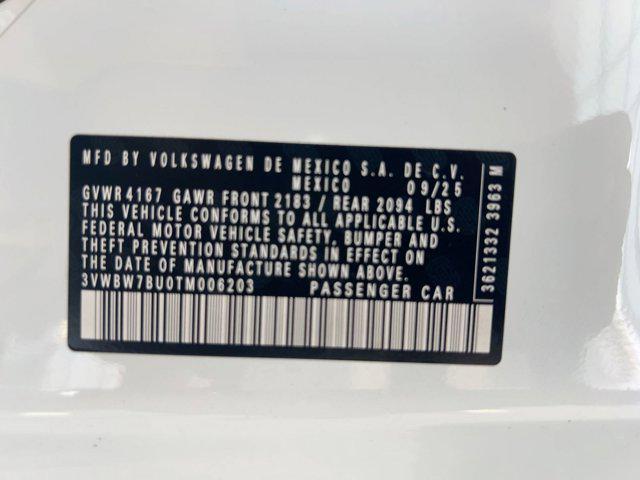 MFD BY VOLKSWAGEN DE MEXICO S.A. DE C.V.
MEXICO 09/25
GVWR 4167 GAWR FRONT 2183 / REAR 2094 LBS
THIS VEHICLE CONFORMS TO ALL APPLICABLE U.S.
FEDERAL MOTOR VEHICLE SAFETY, BUMPER AND
THEFT PREVENTION STANDARDS IN EFFECT ON
THE DATE OF MANUFACTURE SHOWN ABOVE.
3VWBW7BU0TM006203 PASSENGER CAR
3621332 3963 M